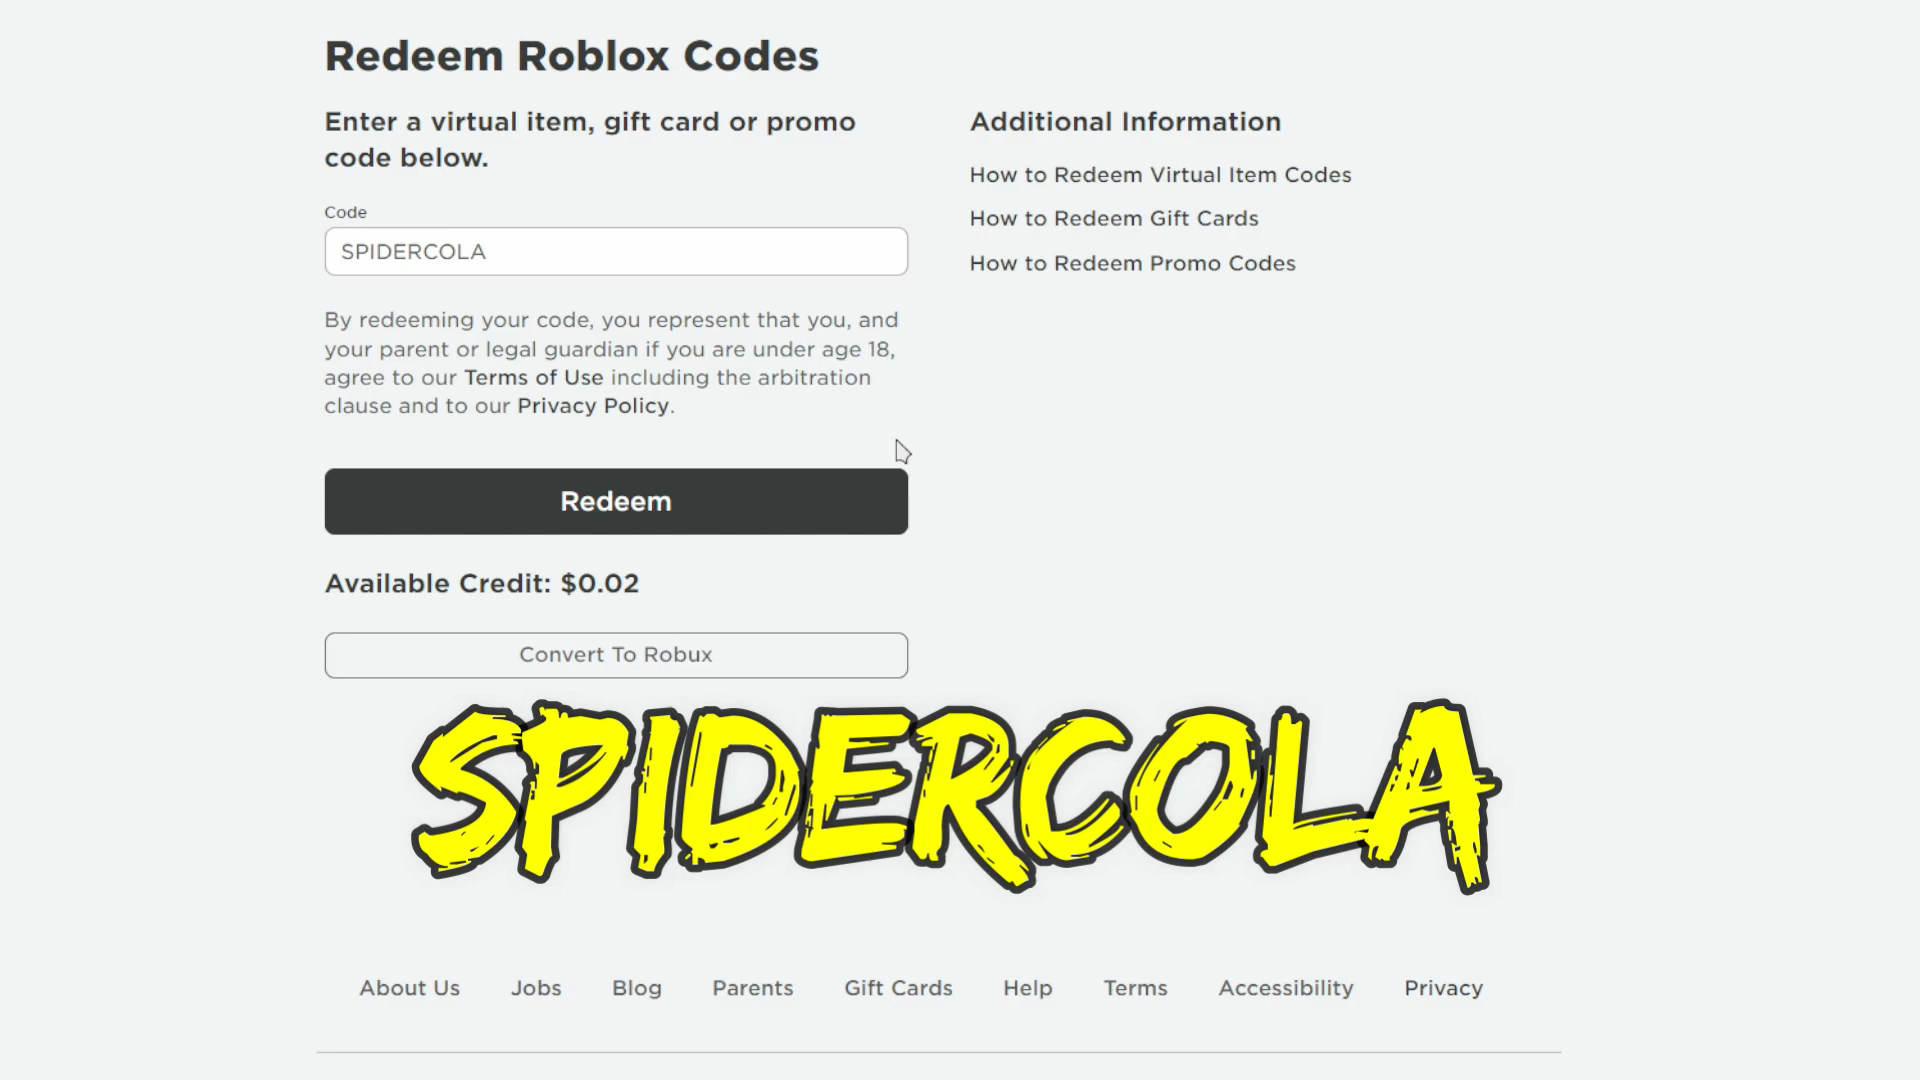 Redeem Roblox Codes
Enter a virtual item, gift card or promo
code below.
Code
SPIDERCOLA
By redeeming your code, you represent that you, and
your parent or legal guardian if you are under age 18,
agree to our Terms of Use including the arbitration
clause and to our Privacy Policy.
Redeem
Available Credit: $0.02
Convert To Robux
Additional Information
How to Redeem Virtual Item Codes
How to Redeem Gift Cards
How to Redeem Promo Codes
SPIDERCOLA
About Us Jobs Blog Parents Gift Cards Help Terms Accessibility Privacy